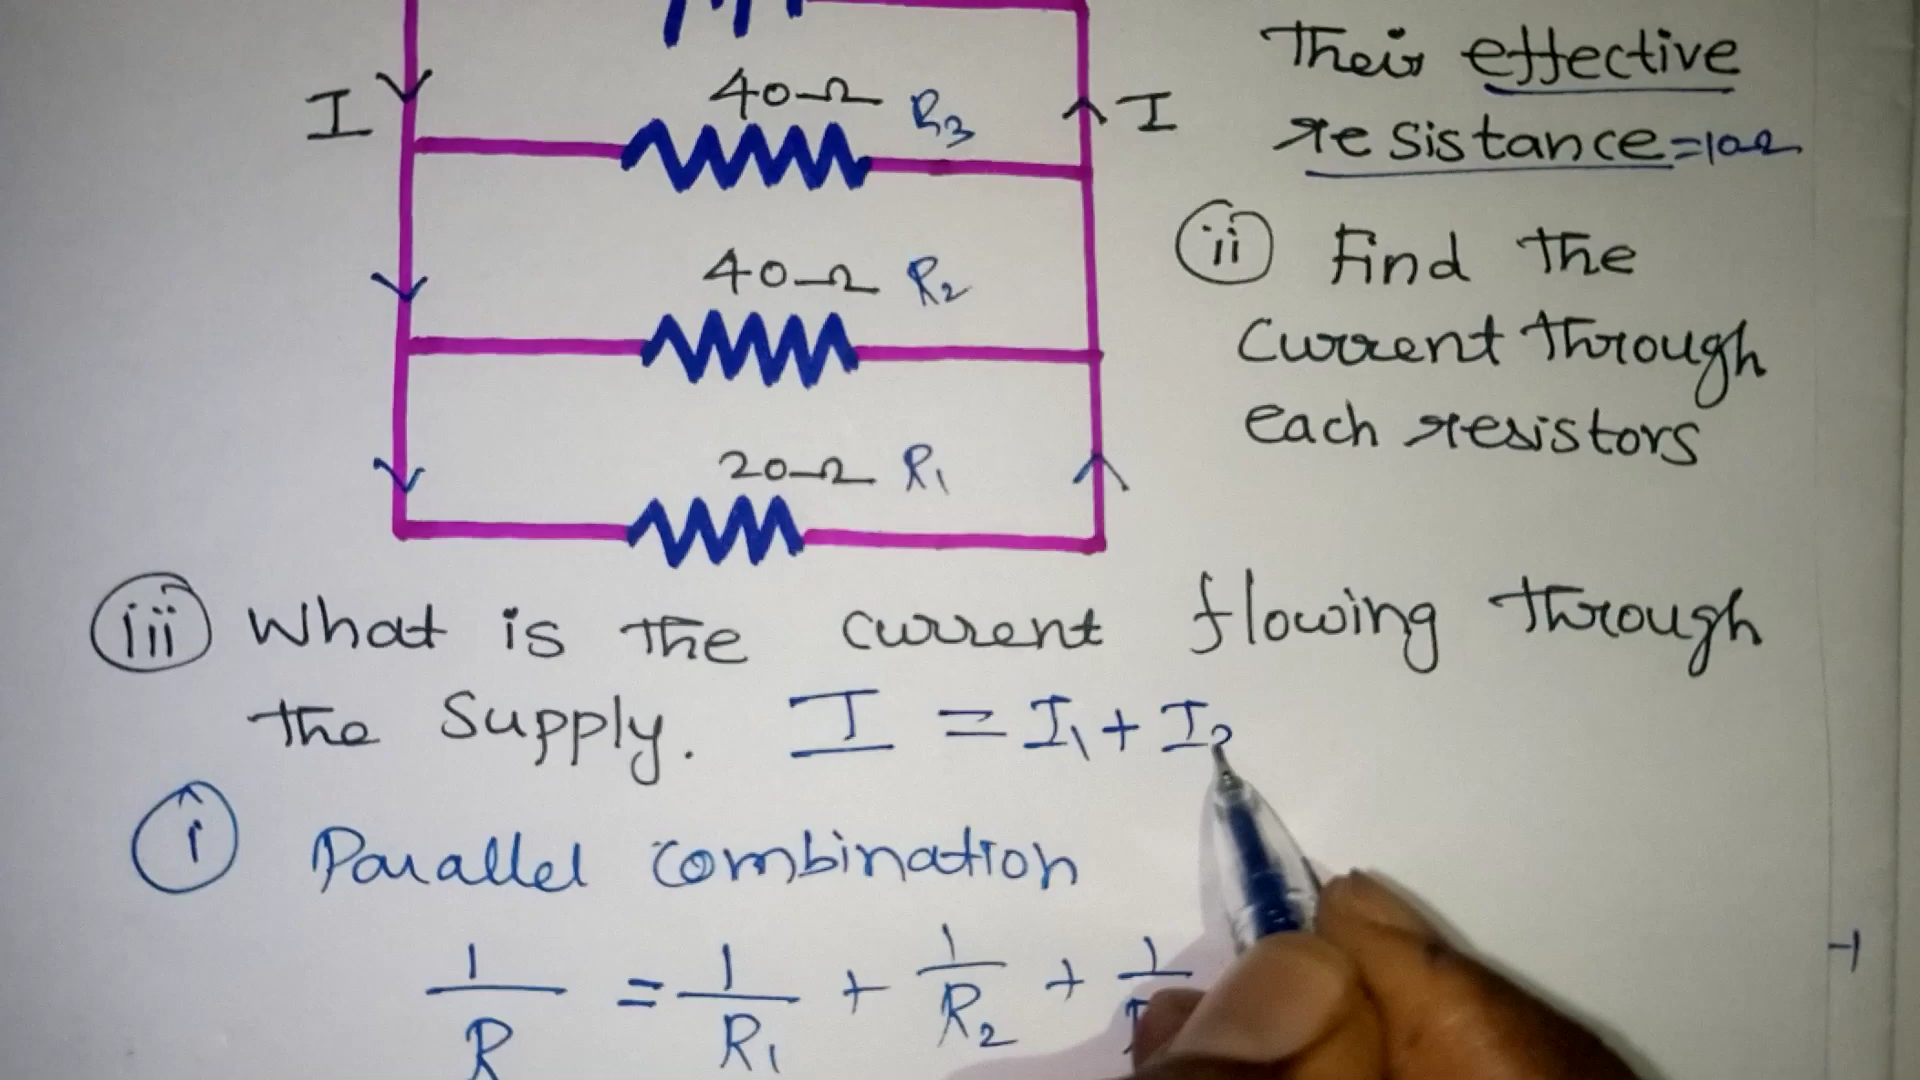 Their effective
resistance=10Ω
40Ω R3
I
I
ii Find the
current through
each resistors
40Ω R2
20Ω R1
iii What is the current flowing through
the supply. I = I1 + I2
i Parallel combination
1/R = 1/R1 + 1/R2 + 1/